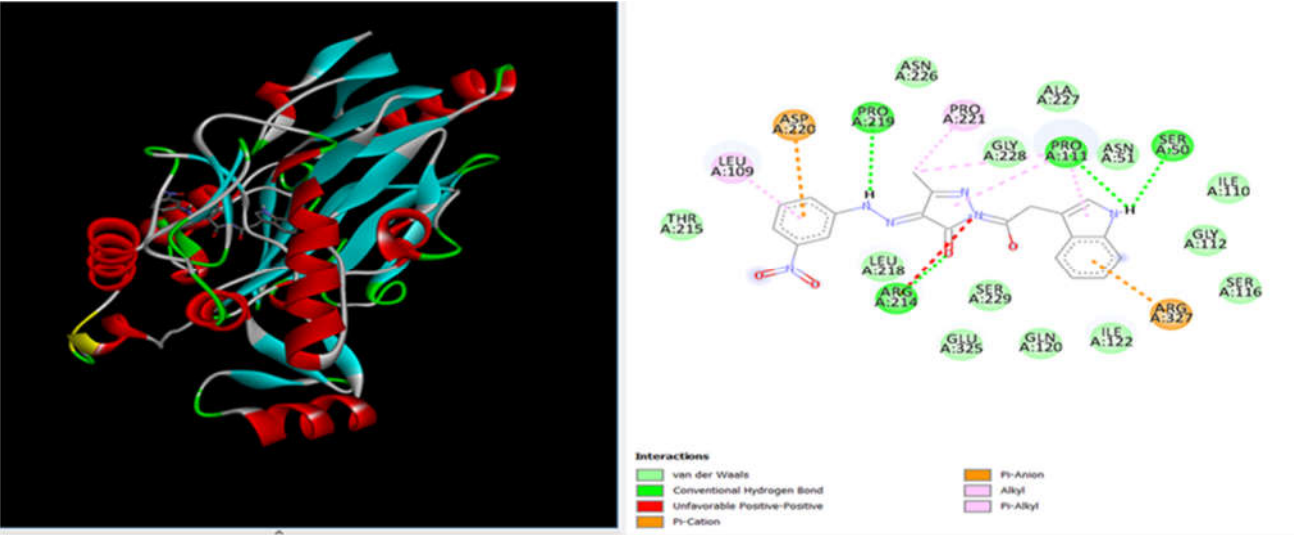 ASN
A:226
ALA
A:227
PRO
A:219
PRO
A:221
ASP
A:220
SER
A:50
GLY
A:228
PRO
A:111
ASN
A:51
LEU
A:109
H
N
N
N
N
O
N
H
ILE
A:110
THR
A:215
O
O
GLY
A:112
N
O
O
LEU
A:218
ARG
A:214
SER
A:229
SER
A:116
ARG
A:327
GLU
A:325
GLN
A:120
ILE
A:122
Interactions
van der Waals
Conventional Hydrogen Bond
Unfavorable Positive-Positive
Pi-Cation
Pi-Anion
Alkyl
Pi-Alkyl